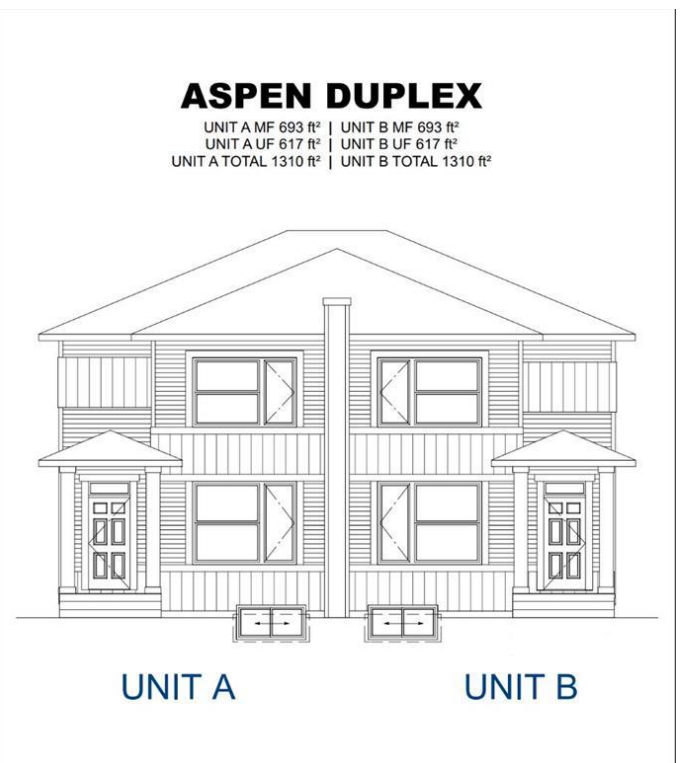 ASPEN DUPLEX
UNIT A MF 693 ft² | UNIT B MF 693 ft²
UNIT A UF 617 ft² | UNIT B UF 617 ft²
UNIT A TOTAL 1310 ft² | UNIT B TOTAL 1310 ft²
UNIT A
UNIT B